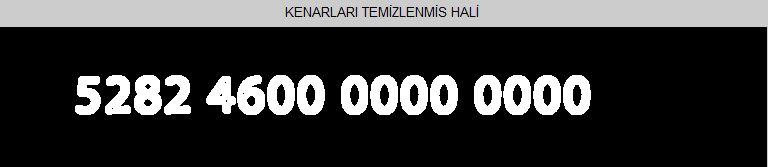 KENARLARI TEMİZLENMİS HALİ
5282 4600 0000 0000